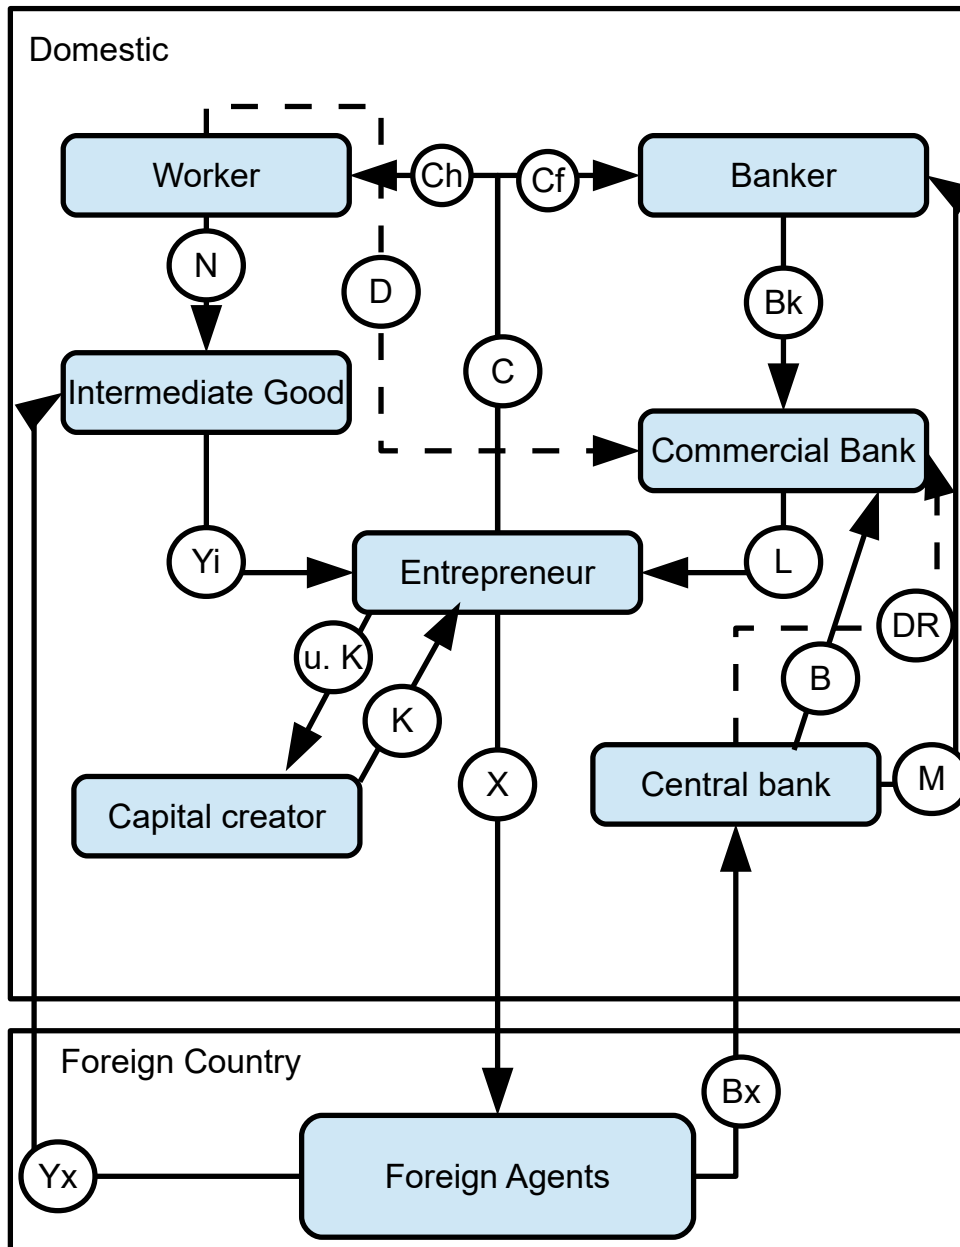 Domestic
Worker
Ch
Cf
Banker
N
D
Bk
C
Intermediate Good
Commercial Bank
Yi
Entrepreneur
L
DR
u. K
K
B
X
Central bank
M
Capital creator
Foreign Country
Bx
Yx
Foreign Agents